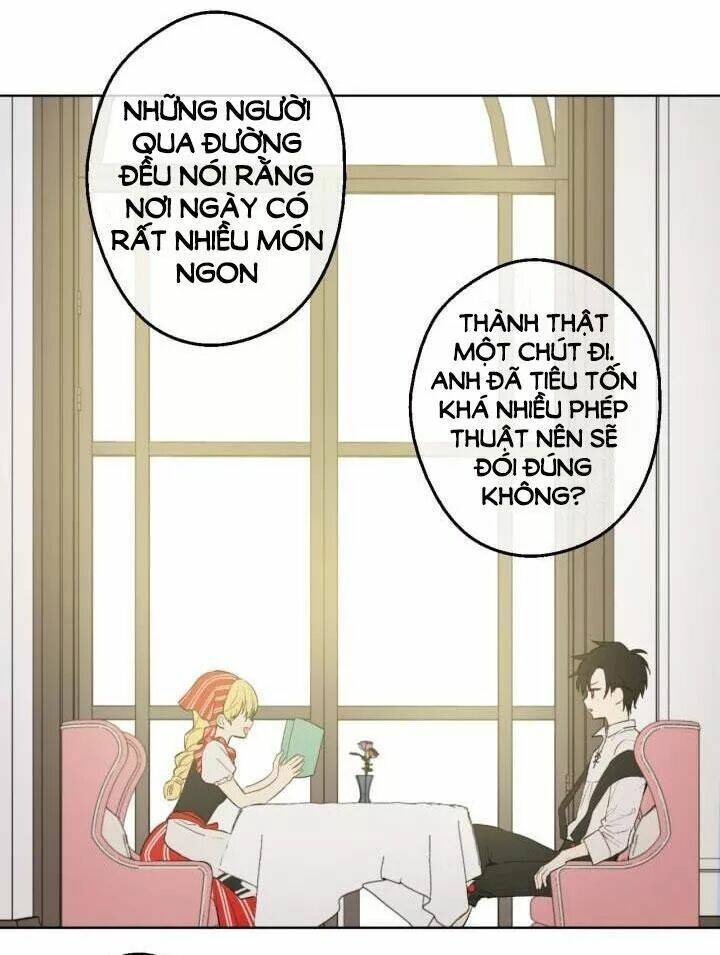 NHỮNG NGƯỜI
QUA ĐƯỜNG
ĐỀU NÓI RẰNG
NƠI NGÀY CÓ
RẤT NHIỀU MÓN
NGON
THÀNH THẬT
MỘT CHÚT ĐI.
ANH ĐÃ TIÊU TỐN
KHÁ NHIỀU PHÉP
THUẬT NÊN SẼ
ĐÓI ĐÚNG
KHÔNG?